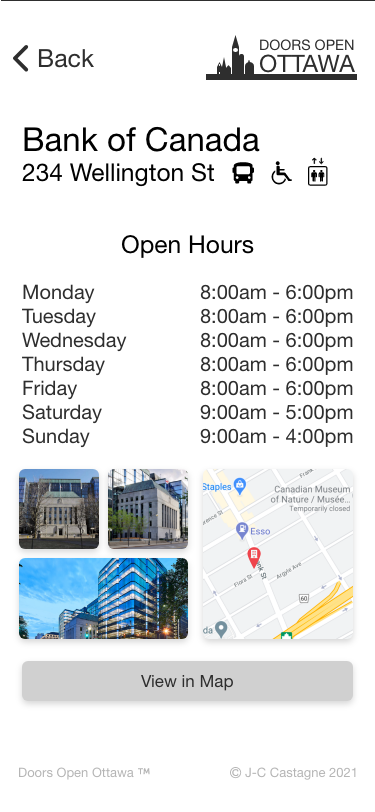 Back
DOORS OPEN
OTTAWA
Bank of Canada
234 Wellington St
Open Hours
Monday 8:00am - 6:00pm
Tuesday 8:00am - 6:00pm
Wednesday 8:00am - 6:00pm
Thursday 8:00am - 6:00pm
Friday 8:00am - 6:00pm
Saturday 9:00am - 5:00pm
Sunday 9:00am - 4:00pm
Staples
Canadian Museum
of Nature / Musée...
Temporarily closed
Esso
Flora St
Argyle Ave
60
da
View in Map
Doors Open Ottawa ™
© J-C Castagne 2021